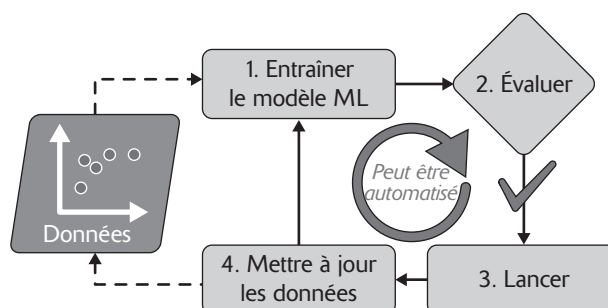 1. Entraîner
le modèle ML
2. Évaluer
Peut être
automatisé
Données
4. Mettre à jour
les données
3. Lancer